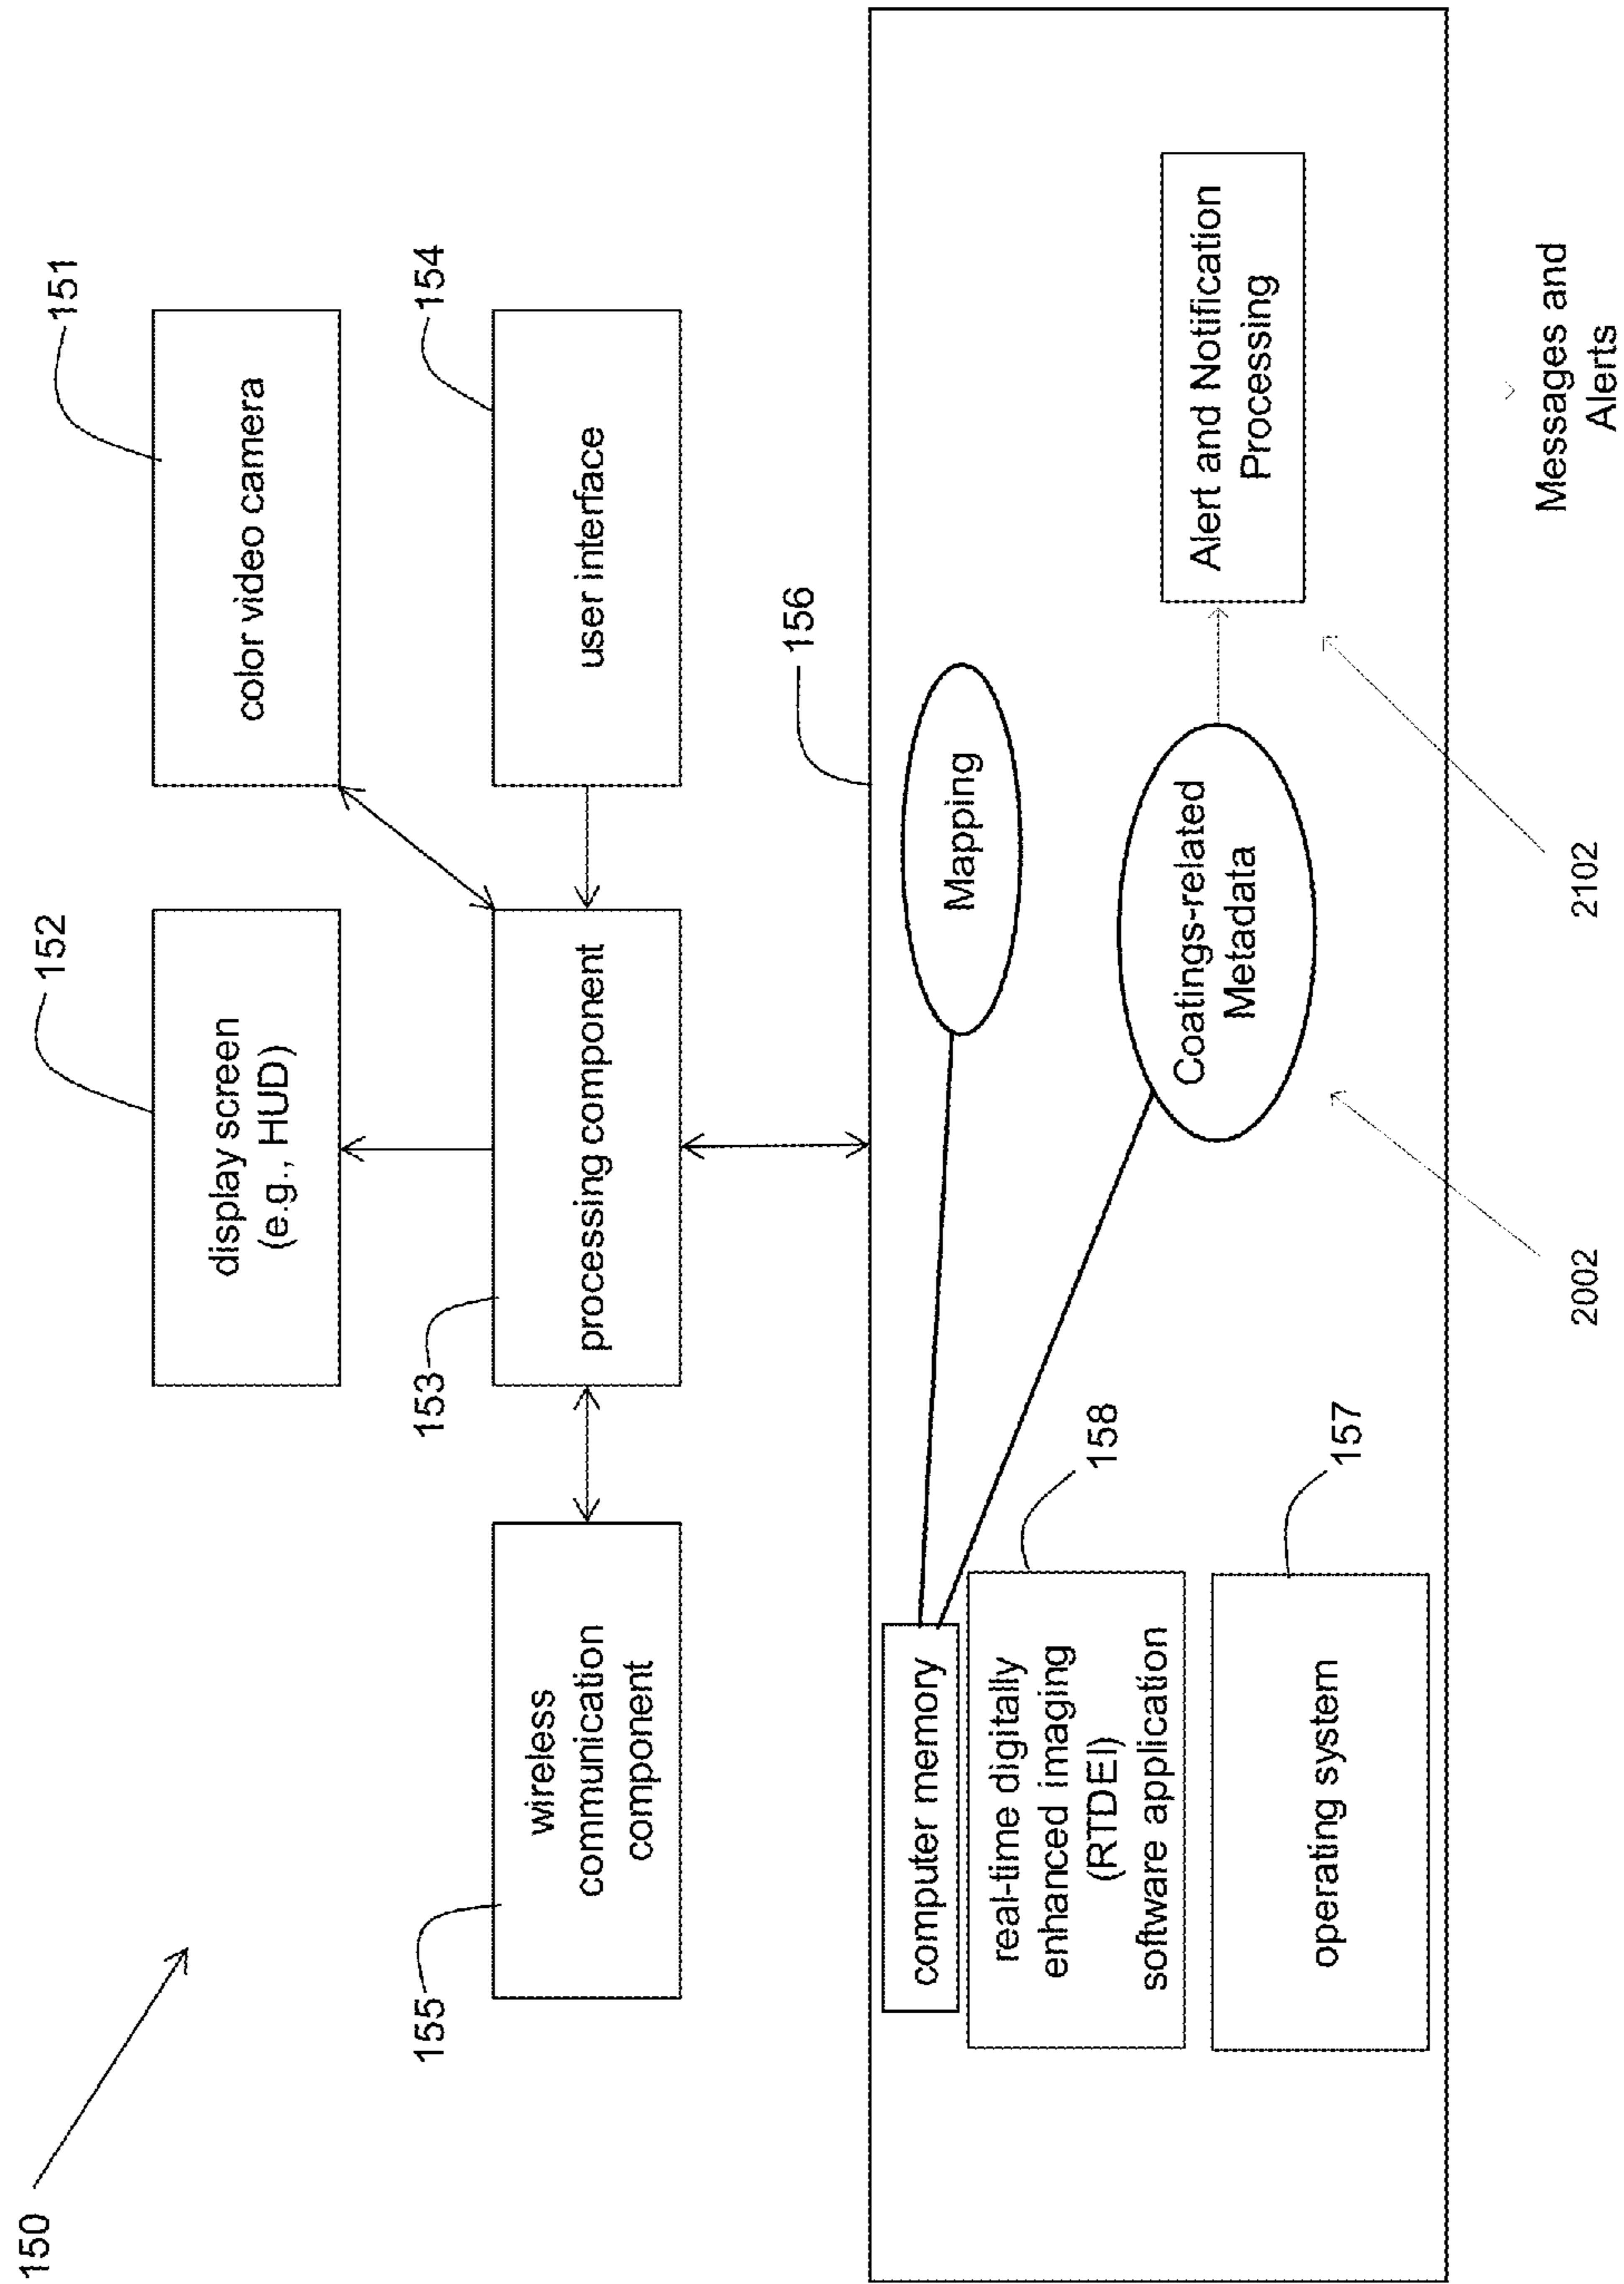 150
152
151
display screen
(e.g., HUD)
color video camera
155
153
154
wireless
communication
component
processing component
user interface
156
computer memory
Mapping
real-time digitally
enhanced imaging
(RTDEI)
software application
158
Coatings-related
Metadata
Alert and Notification
Processing
operating system
157
2002
2102
Messages and
Alerts